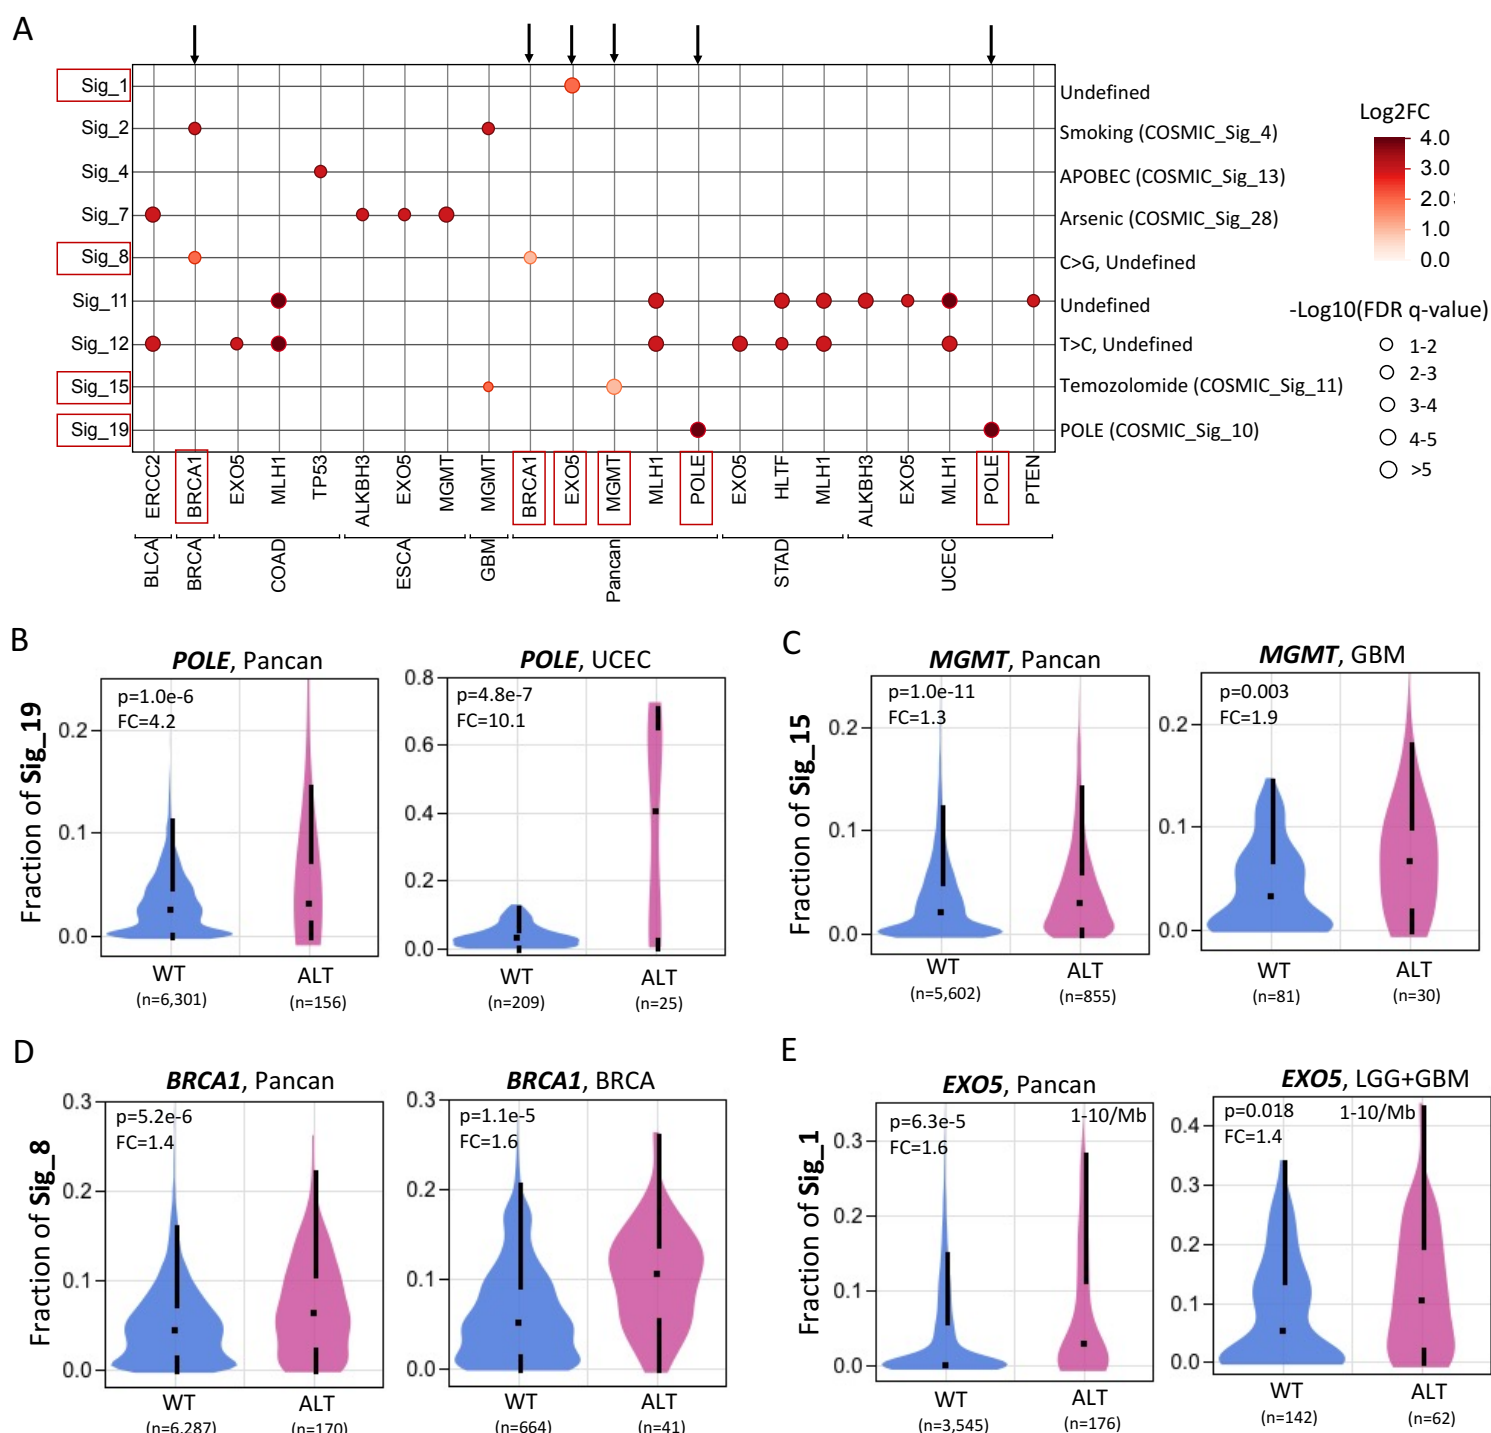 A
Sig_1
Sig_2
Sig_4
Sig_7
Sig_8
Sig_11
Sig_12
Sig_15
Sig_19
Undefined
Smoking (COSMIC_Sig_4)
APOBEC (COSMIC_Sig_13)
Arsenic (COSMIC_Sig_28)
C>G, Undefined
Undefined
T>C, Undefined
Temozolomide (COSMIC_Sig_11)
POLE (COSMIC_Sig_10)
Log2FC
4.0
3.0
2.0
1.0
0.0
-Log10(FDR q-value)
1-2
2-3
3-4
4-5
>5
ERCC2 BRCA1 EXO5 MLH1 TP53 ALKBH3 EXO5 MGMT MGMT BRCA1 EXO5 MGMT MLH1 POLE EXO5 HLTF MLH1 ALKBH3 EXO5 MLH1 POLE PTEN
BLCA BRCA COAD ESCA GBM Pancan STAD UCEC
B
POLE, Pancan
p=1.0e-6
FC=4.2
Fraction of Sig_19
0.2
0.1
0.0
WT
(n=6,301)
ALT
(n=156)
POLE, UCEC
p=4.8e-7
FC=10.1
0.8
0.6
0.4
0.2
0.0
WT
(n=209)
ALT
(n=25)
C
MGMT, Pancan
p=1.0e-11
FC=1.3
Fraction of Sig_15
0.2
0.1
0.0
WT
(n=5,602)
ALT
(n=855)
MGMT, GBM
p=0.003
FC=1.9
0.2
0.1
0.0
WT
(n=81)
ALT
(n=30)
D
BRCA1, Pancan
p=5.2e-6
FC=1.4
Fraction of Sig_8
0.3
0.2
0.1
0.0
WT
(n=6,287)
ALT
(n=170)
BRCA1, BRCA
p=1.1e-5
FC=1.6
0.3
0.2
0.1
0.0
WT
(n=664)
ALT
(n=41)
E
EXO5, Pancan
p=6.3e-5
FC=1.6
1-10/Mb
Fraction of Sig_1
0.3
0.2
0.1
0.0
WT
(n=3,545)
ALT
(n=176)
EXO5, LGG+GBM
p=0.018
FC=1.4
1-10/Mb
0.4
0.3
0.2
0.1
0.0
WT
(n=142)
ALT
(n=62)